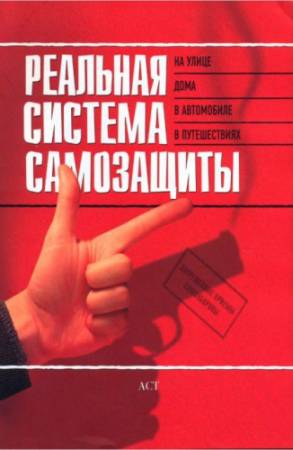 РЕАЛЬНАЯ
СИСТЕМА
САМОЗАЩИТЫ
НА УЛИЦЕ
ДОМА
В АВТОМОБИЛЕ
В ПУТЕШЕСТВИЯХ
АСТ